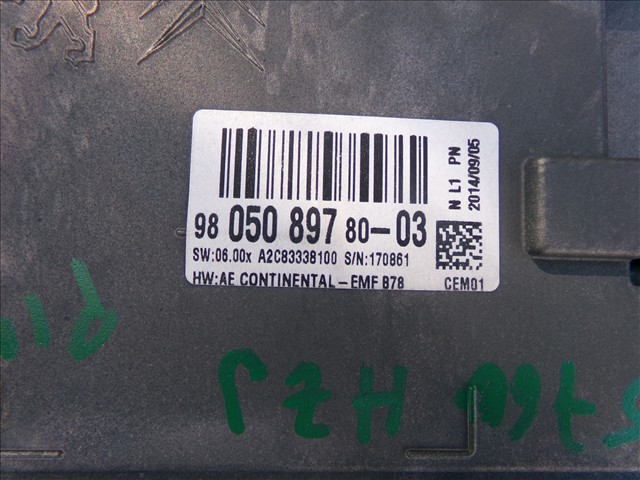 N L1 PN
2014/09/05
98 050 897 80-03
SW:06.00x A2C83338100 S/N:170861
HW:AE CONTINENTAL-EMF B78 CEM01